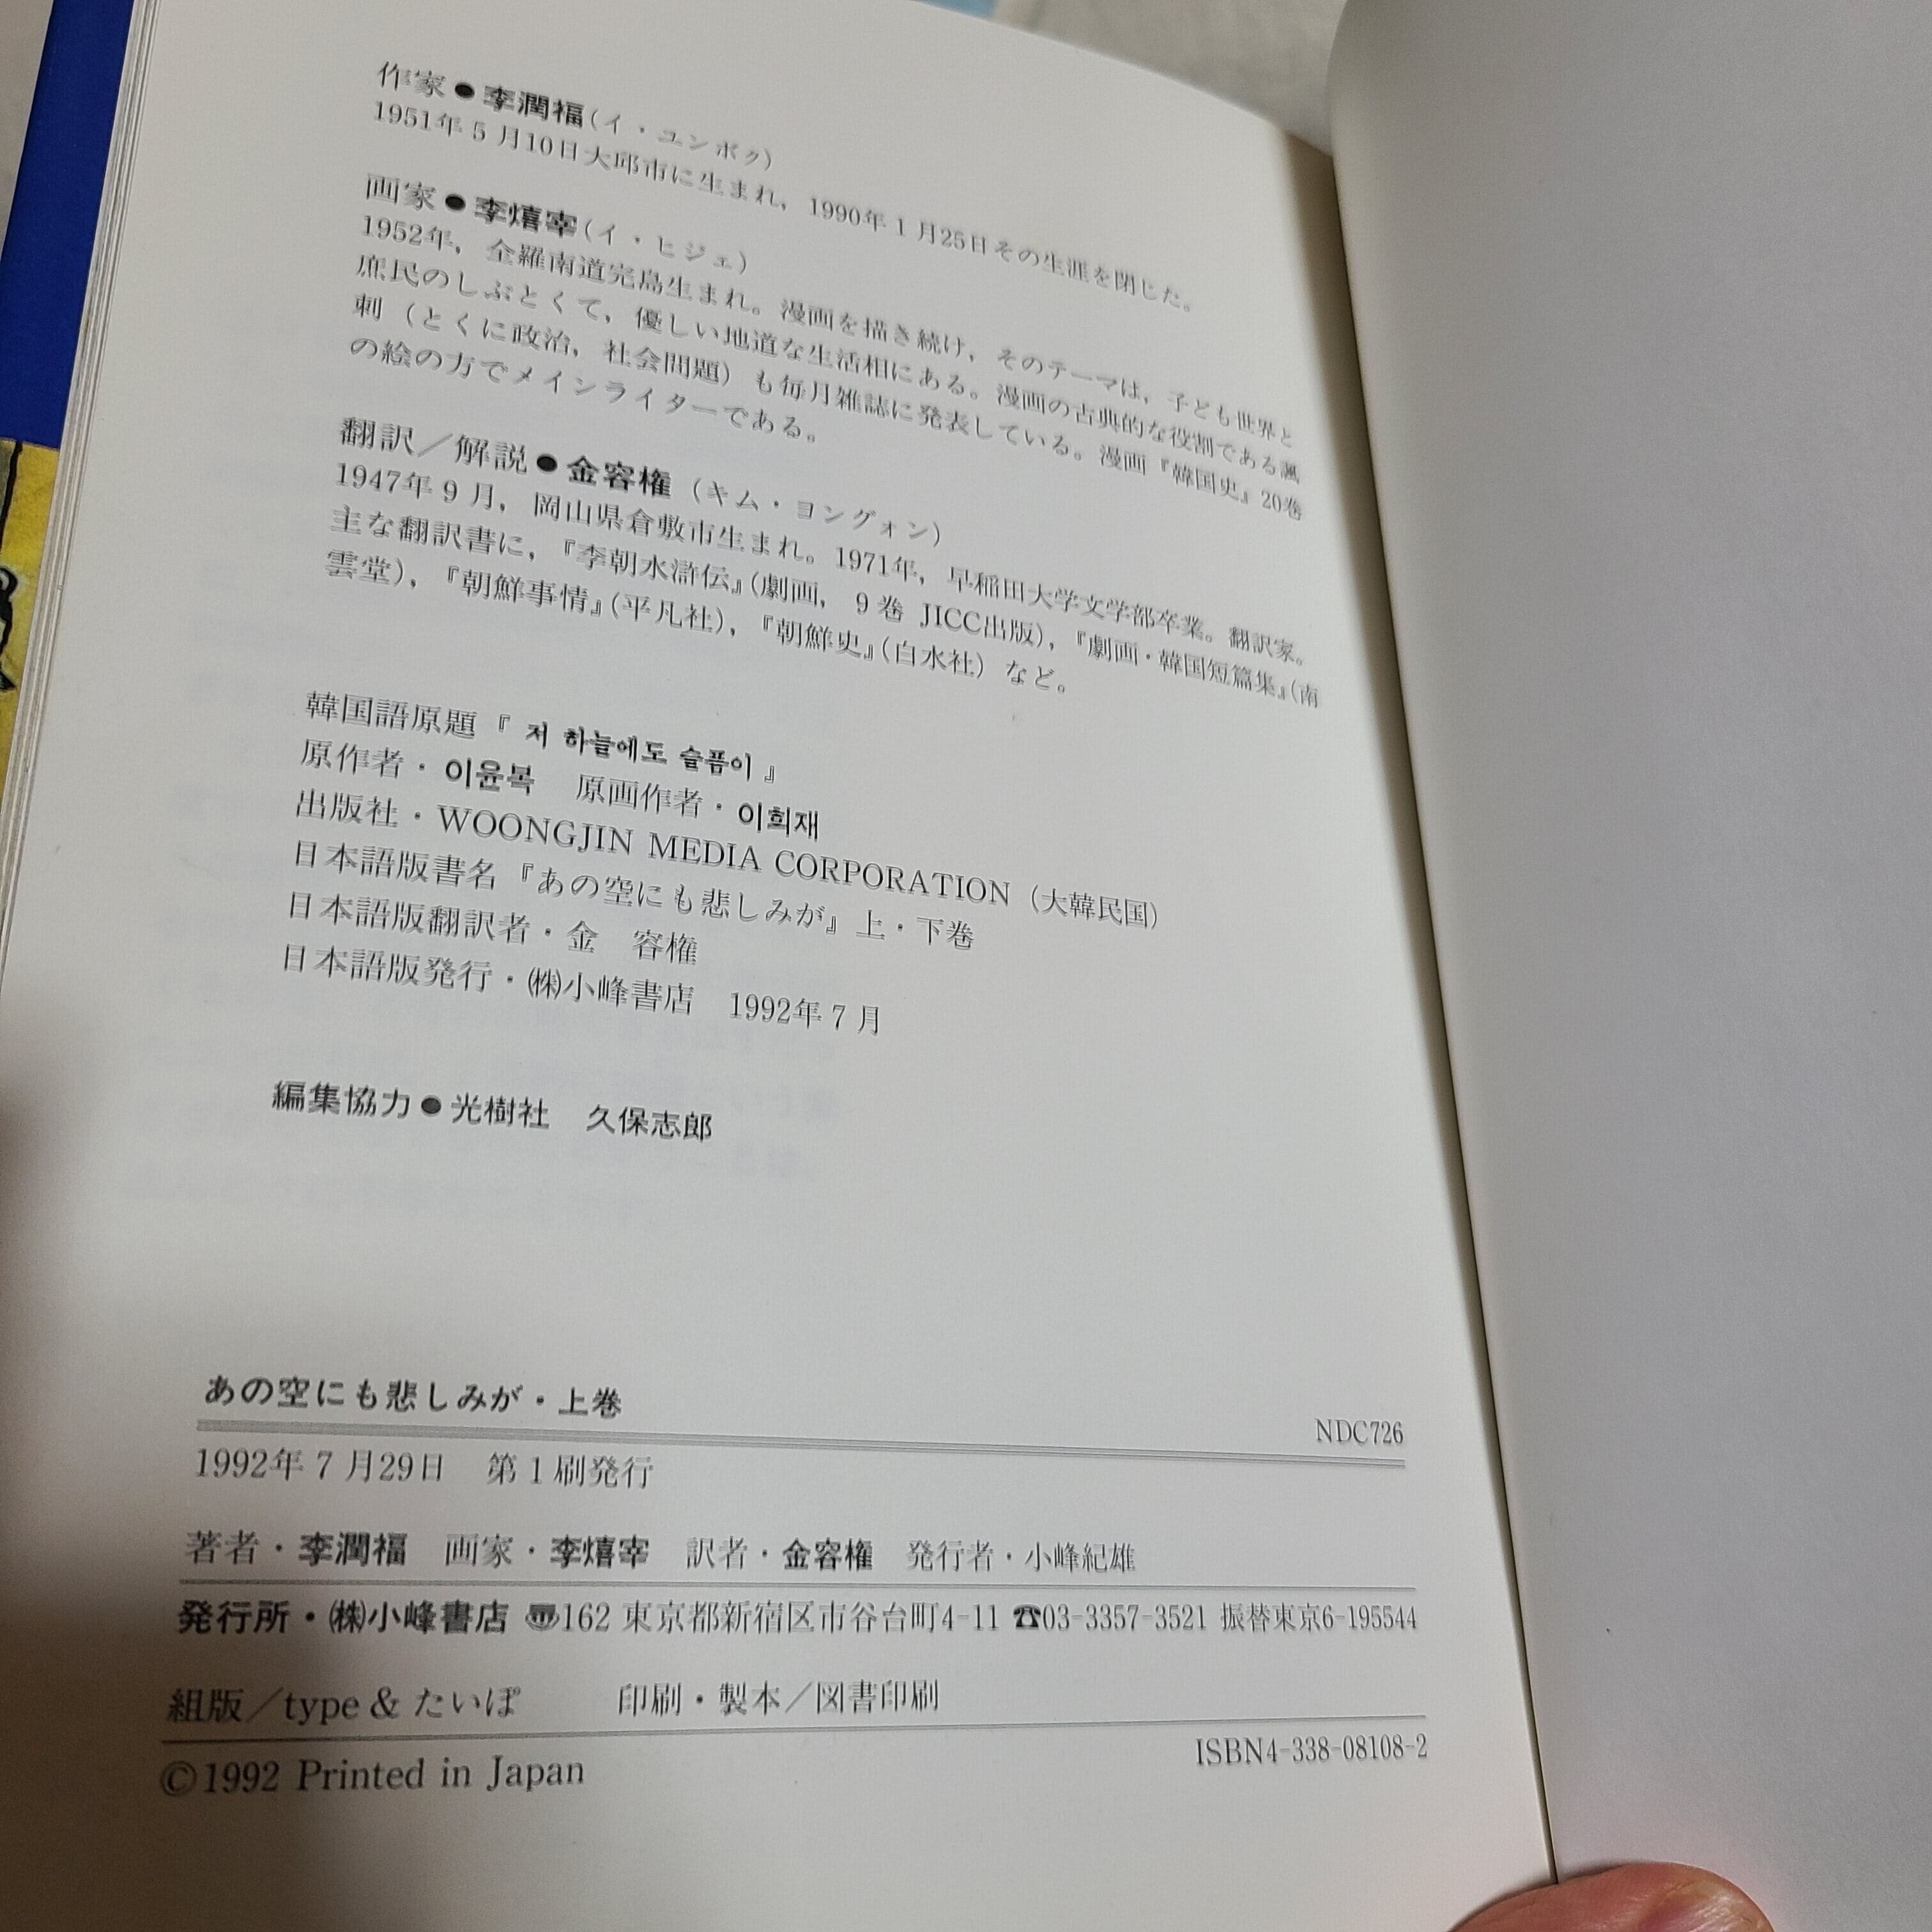 作家●李潤福(イ・ユンボク)
1951年5月10日大邱市に生まれ，1990年1月25日その生涯を閉じた。
画家●李熺宰(イ・ヒジェ)
1952年，全羅南道完島生まれ。漫画を描き続け，そのテーマは，子ども世界と
庶民のしぶとくて，優しい地道な生活相にある。漫画の古典的な役割である諷
刺（とくに政治，社会問題）も毎月雑誌に発表している。漫画『韓国史』20巻
の絵の方でメインライターである。
翻訳／解説●金容権（キム・ヨングォン）
1947年9月，岡山県倉敷市生まれ。1971年，早稲田大学文学部卒業。翻訳家。
主な翻訳書に，『李朝水滸伝』(劇画，9巻 JICC出版)，『劇画・韓国短篇集』(南
雲堂)，『朝鮮事情』(平凡社)，『朝鮮史』(白水社）など。
韓国語原題『저 하늘에도 슬픔이』
原作者・이윤복　原画作者・이희재
出版社・WOONGJIN MEDIA CORPORATION（大韓民国）
日本語版書名『あの空にも悲しみが』上・下巻
日本語版翻訳者・金　容権
日本語版発行・㈱小峰書店　1992年7月
編集協力●光樹社　久保志郎
あの空にも悲しみが・上巻
NDC726
1992年7月29日　第1刷発行
著者・李潤福　画家・李熺宰　訳者・金容権　発行者・小峰紀雄
発行所・㈱小峰書店 〠162 東京都新宿区市谷台町4-11 ☎03-3357-3521 振替東京6-195544
組版／type & たいぽ　　印刷・製本／図書印刷
©1992 Printed in Japan
ISBN4-338-08108-2